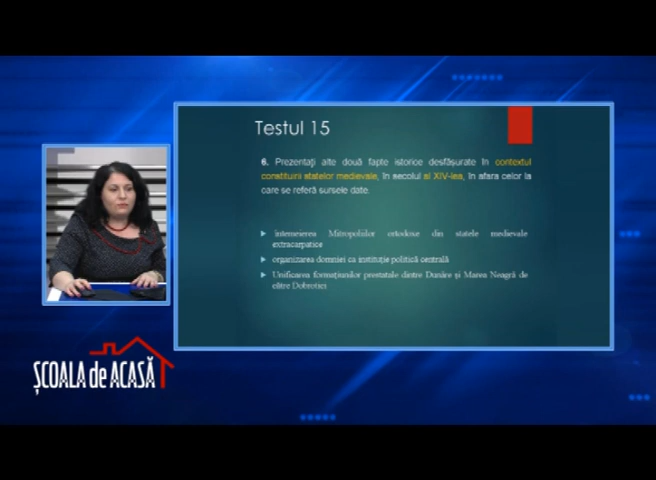 Testul 15
6. Prezentați alte două fapte istorice desfășurate în contextul
constituirii statelor medievale, în secolul al XIV-lea, în afara celor la
care se referă sursele date.
întemeierea Mitropoliilor ortodoxe din statele medievale
extracarpatice
organizarea domniei ca instituție politică centrală
Unificarea formațiunilor prestatale dintre Dunăre și Marea Neagră de
către Dobrotici
ȘCOALA de ACASĂ